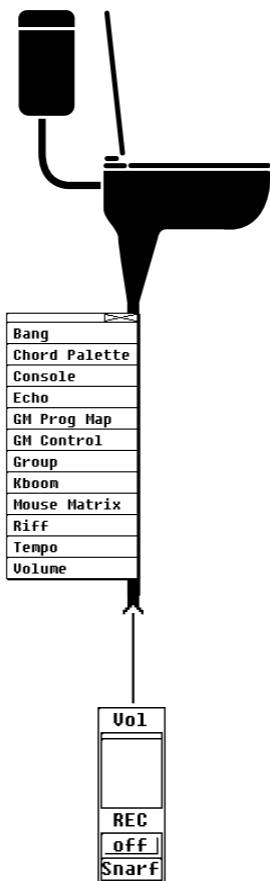 Bang
Chord Palette
Console
Echo
GM Prog Map
GM Control
Group
Kboom
Mouse Matrix
Riff
Tempo
Volume
Vol
REC
off
Snarf